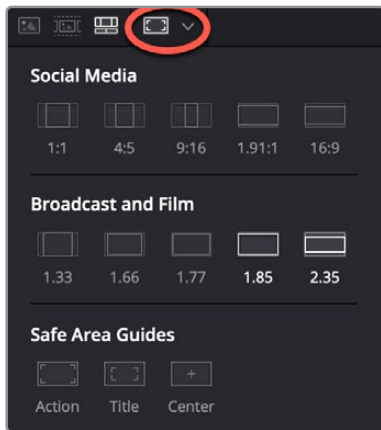 Social Media
1:1 4:5 9:16 1.91:1 16:9
Broadcast and Film
1.33 1.66 1.77 1.85 2.35
Safe Area Guides
Action Title Center